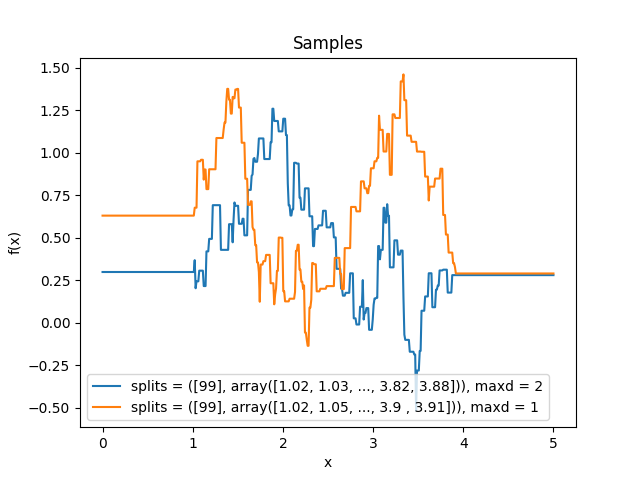 Samples
f(x)
1.50
1.25
1.00
0.75
0.50
0.25
0.00
−0.25
−0.50
splits = ([99], array([1.02, 1.03, ..., 3.82, 3.88])), maxd = 2
splits = ([99], array([1.02, 1.05, ..., 3.9 , 3.91])), maxd = 1
0 1 2 3 4 5
x